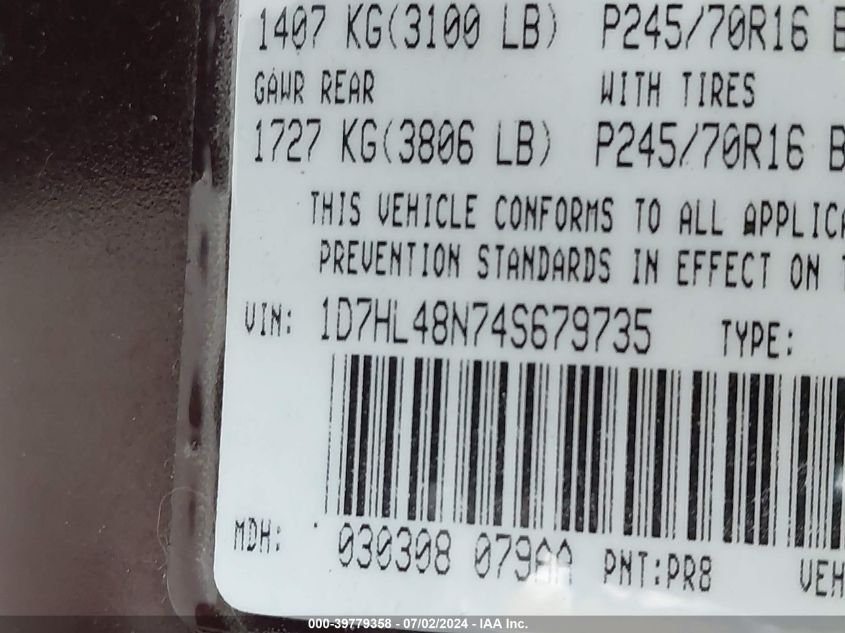 1407 KG(3100 LB) P245/70R16 B
GAWR REAR WITH TIRES
1727 KG(3806 LB) P245/70R16 B
THIS VEHICLE CONFORMS TO ALL APPLICA
PREVENTION STANDARDS IN EFFECT ON T
VIN: 1D7HL48N74S679735 TYPE:
MDH: 030308 079AA PNT:PR8 VEH
000-39779358 - 07/02/2024 - IAA Inc.